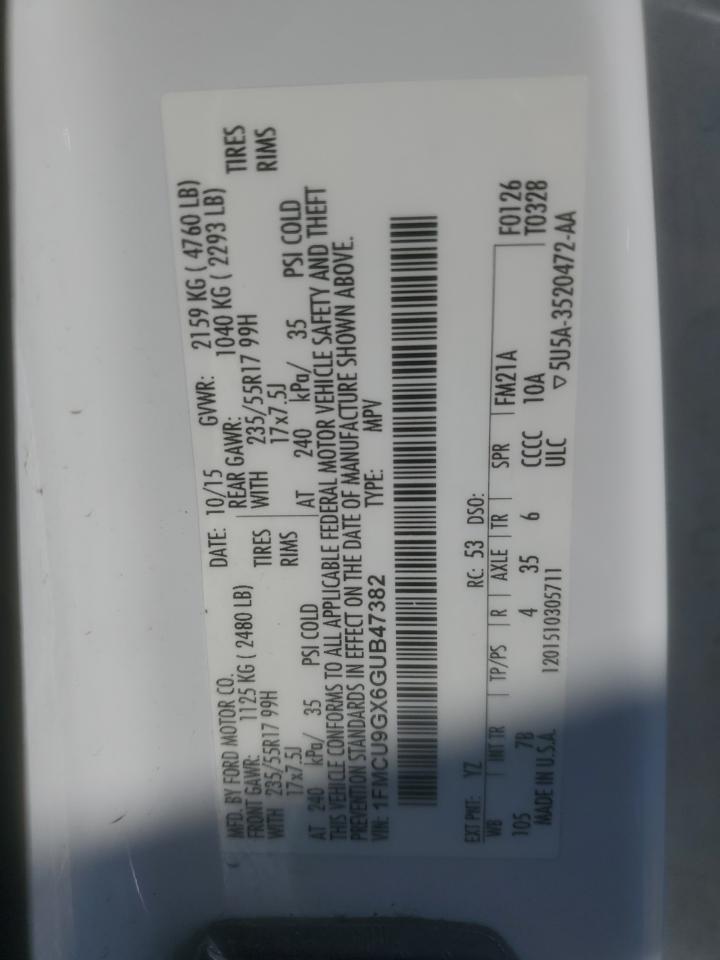 MFD. BY FORD MOTOR CO. DATE: 10/15 GVWR: 2159 KG ( 4760 LB)
FRONT GAWR: 1125 KG ( 2480 LB) REAR GAWR: 1040 KG ( 2293 LB)
WITH 235/55R17 99H TIRES WITH 235/55R17 99H TIRES
17x7.5J RIMS 17x7.5J RIMS
AT 240 kPa/ 35 PSI COLD AT 240 kPa/ 35 PSI COLD
THIS VEHICLE CONFORMS TO ALL APPLICABLE FEDERAL MOTOR VEHICLE SAFETY AND THEFT
PREVENTION STANDARDS IN EFFECT ON THE DATE OF MANUFACTURE SHOWN ABOVE.
VIN: 1FMCU9GX6GUB47382 TYPE: MPV
EXT PNT: YZ RC: 53 DSO:
WB INT TR TP/PS R AXLE TR SPR FM21A F0126
105 7B 4 35 6 CCCC 10A T0328
MADE IN U.S.A. 1201510305711 ULC ▽5U5A-3520472-AA